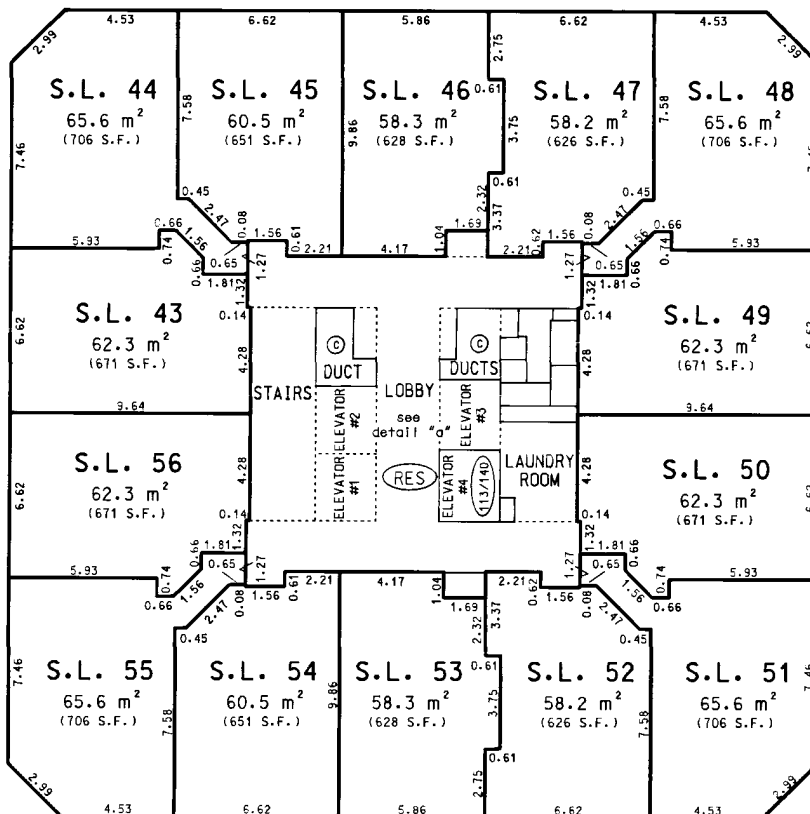 4.53 6.62 5.86 6.62 4.53
2.99 2.75 2.99
S.L. 44 S.L. 45 S.L. 46 S.L. 47 S.L. 48
0.61
65.6 m² 60.5 m² 58.3 m² 58.2 m² 65.6 m²
(706 S.F.) (651 S.F.) (628 S.F.) (626 S.F.) (706 S.F.)
7.46 7.58 9.86 3.75 7.58 7.46
0.61
0.45 2.32 0.45
2.47 0.08 3.37 0.08 2.47
0.66 1.56 1.56 0.61 1.69 0.62 1.56 1.56 0.66
5.93 0.74 2.21 4.17 1.04 2.21 0.74 5.93
0.66 0.65 1.27 1.27 0.65 0.66
1.81 1.32 1.32 1.81
S.L. 43 0.14 0.14 S.L. 49
62.3 m² C C 62.3 m²
(671 S.F.) (671 S.F.)
6.62 4.28 4.28
DUCT DUCTS
STAIRS LOBBY
9.64 see 9.64
detail "a"
ELEVATOR #2 ELEVATOR #3
S.L. 56 S.L. 50
62.3 m² 62.3 m²
(671 S.F.) (671 S.F.)
6.62 4.28 4.28 6.62
ELEVATOR #1 RES ELEVATOR #4 113/140 LAUNDRY
ROOM
0.14 0.14
1.32 1.32
1.81 1.81
0.66 0.65 1.27 1.27 0.65 0.66
5.93 0.74 2.21 4.17 1.04 2.21 0.74 5.93
0.66 1.56 1.56 0.61 1.69 0.62 1.56 1.56 0.66
2.47 0.08 3.37 0.08 2.47
0.45 2.32 0.45
0.61
S.L. 55 S.L. 54 S.L. 53 S.L. 52 S.L. 51
65.6 m² 60.5 m² 58.3 m² 58.2 m² 65.6 m²
(706 S.F.) (651 S.F.) (628 S.F.) (626 S.F.) (706 S.F.)
7.46 7.58 9.86 3.75 7.58 7.46
0.61
2.99 2.75 2.99
4.53 6.62 5.86 6.62 4.53